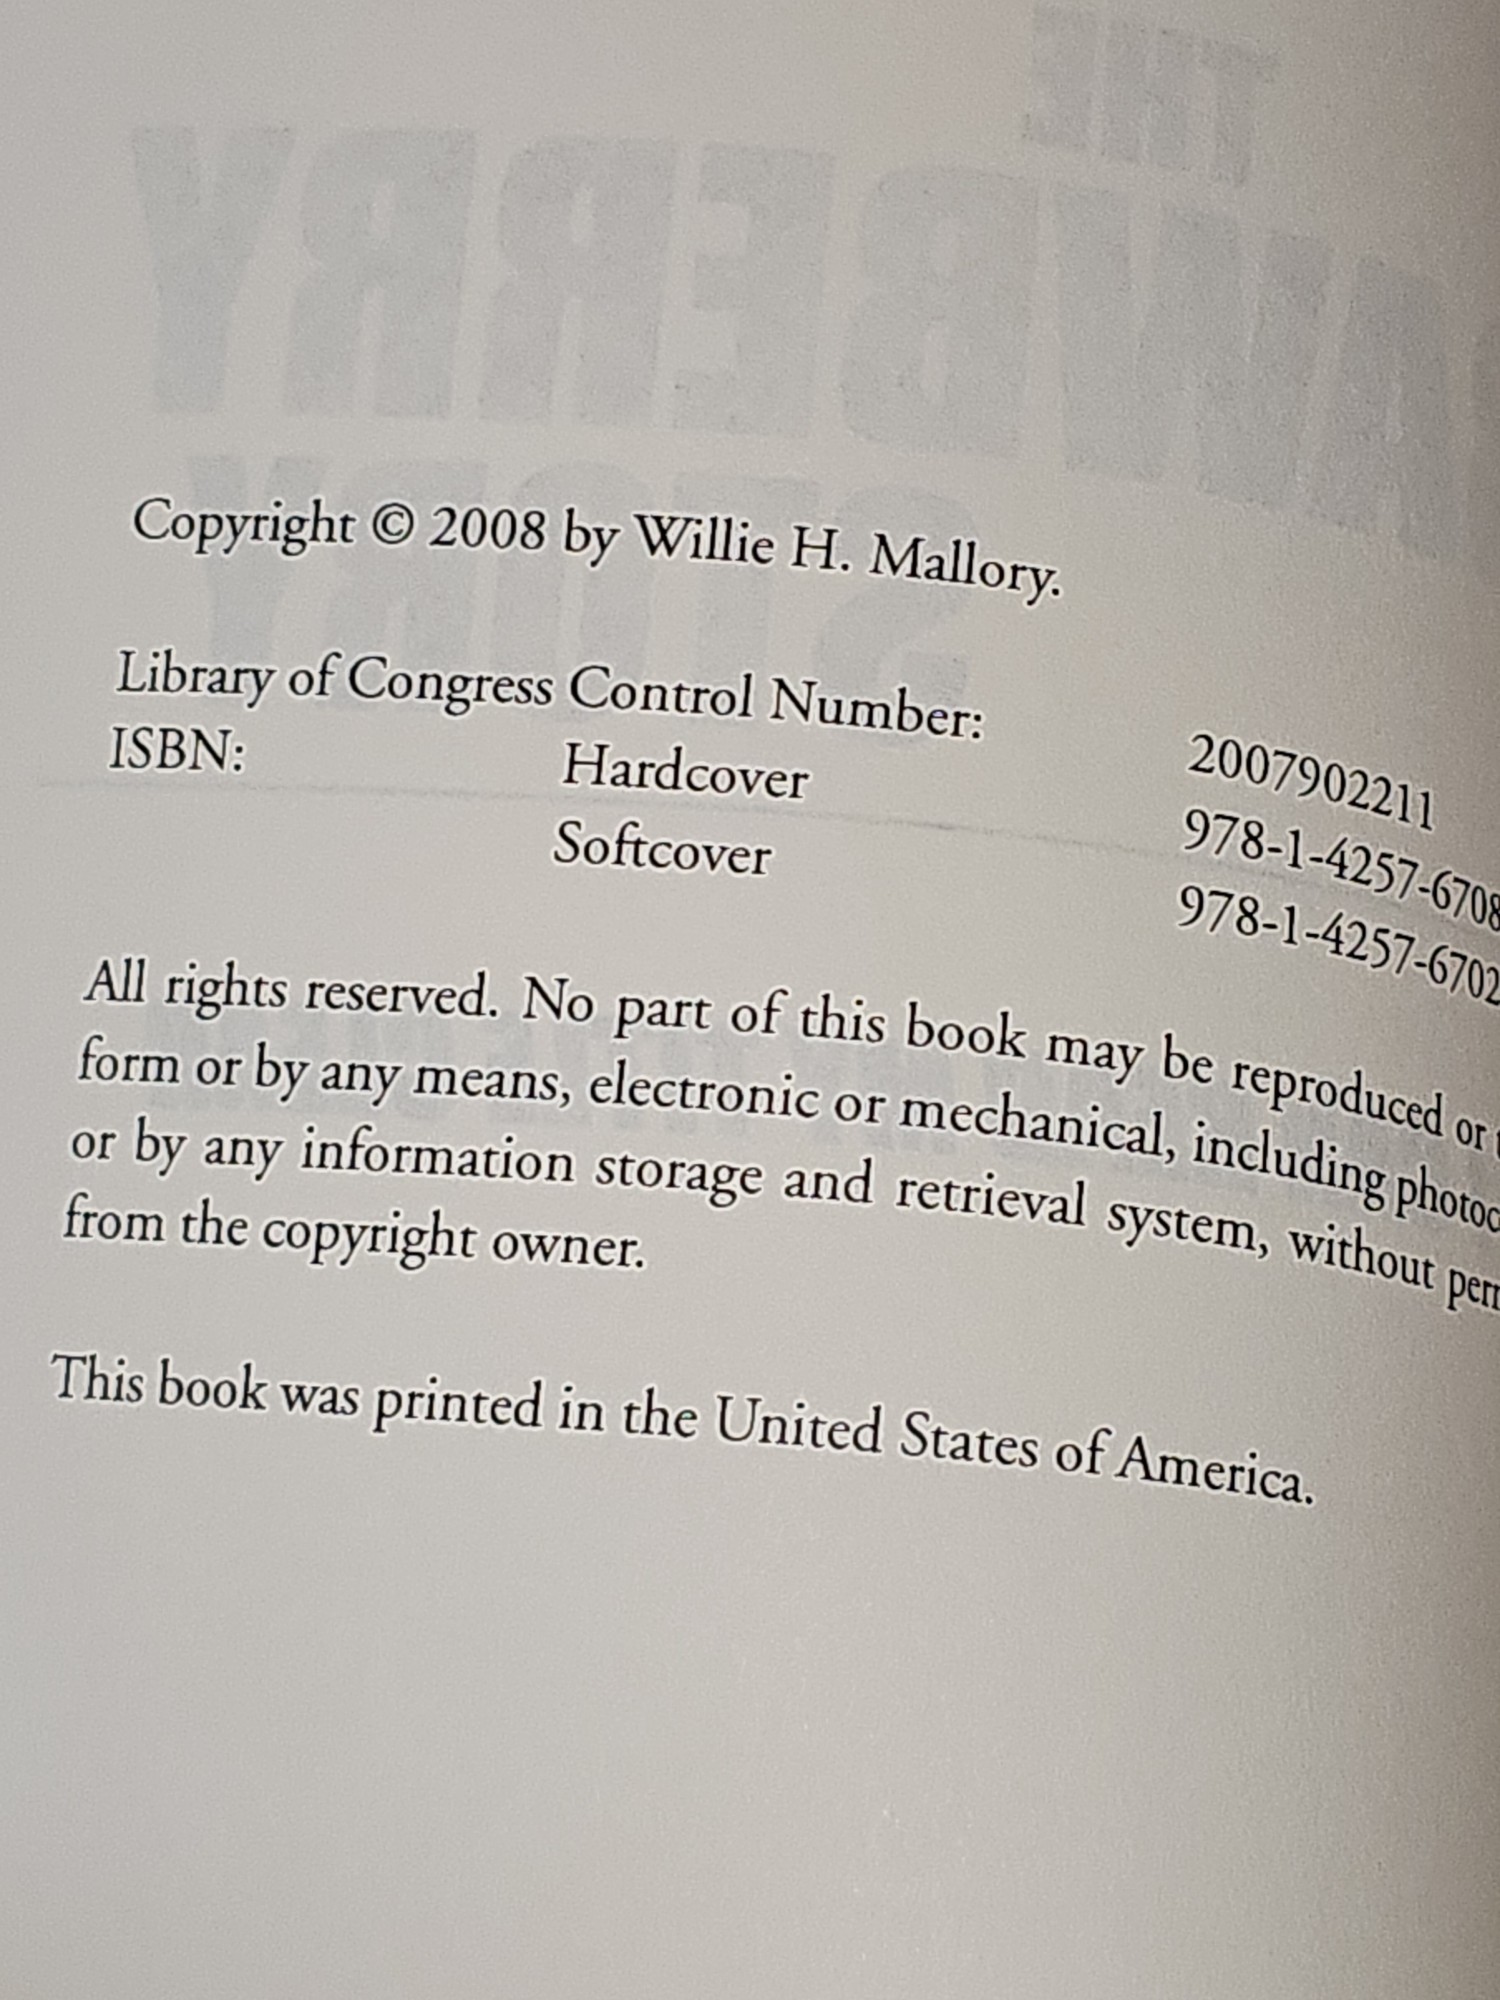 Copyright © 2008 by Willie H. Mallory.
Library of Congress Control Number: 2007902211
ISBN: Hardcover 978-1-4257-6708
Softcover 978-1-4257-6702
All rights reserved. No part of this book may be reproduced or
form or by any means, electronic or mechanical, including photoc
or by any information storage and retrieval system, without per
from the copyright owner.
This book was printed in the United States of America.